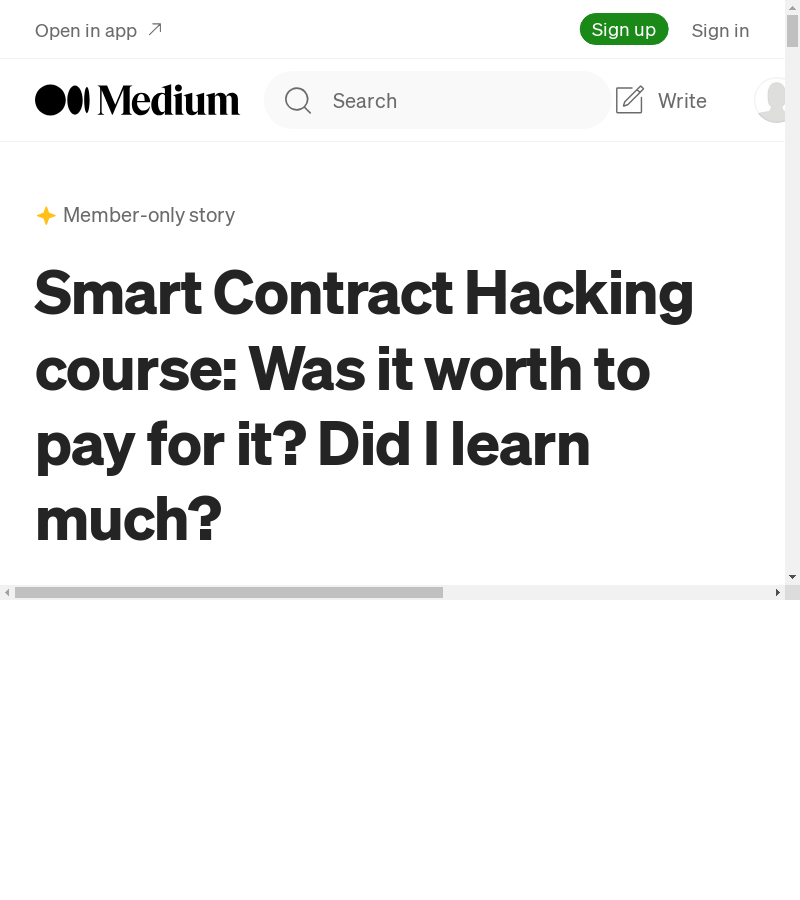 Open in app
Sign up
Sign in
Medium
Search
Write
Member-only story
Smart Contract Hacking
course: Was it worth to
pay for it? Did I learn
much?